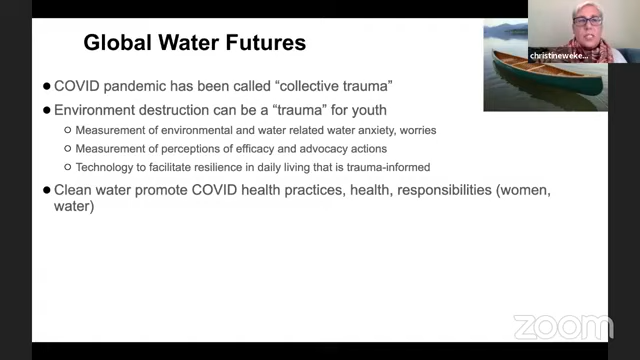 Global Water Futures
christineweke...
● COVID pandemic has been called “collective trauma”
● Environment destruction can be a “trauma” for youth
○ Measurement of environmental and water related water anxiety, worries
○ Measurement of perceptions of efficacy and advocacy actions
○ Technology to facilitate resilience in daily living that is trauma-informed
● Clean water promote COVID health practices, health, responsibilities (women,
water)
zoom